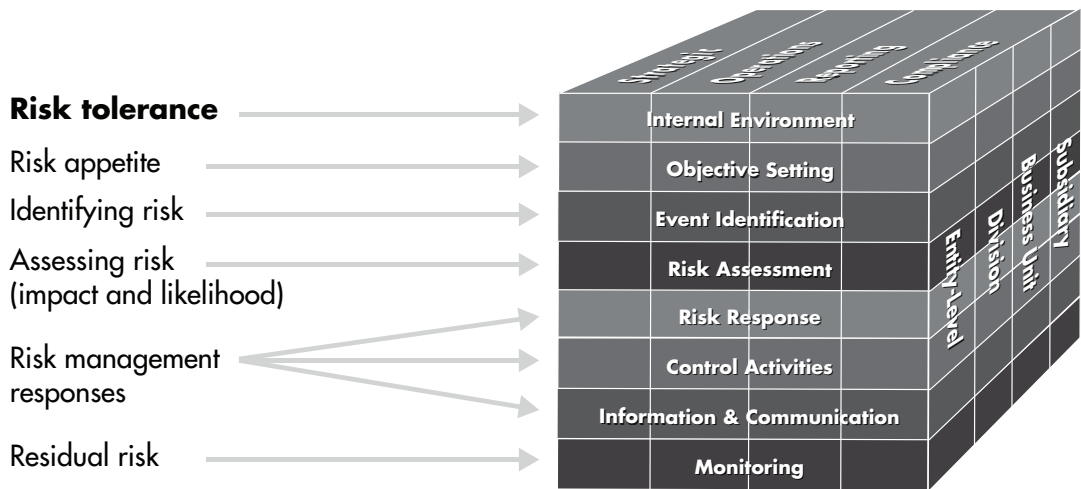 Strategic
Operations
Reporting
Compliance
Risk tolerance
Internal Environment
Risk appetite
Objective Setting
Identifying risk
Event Identification
Assessing risk
(impact and likelihood)
Risk Assessment
Risk management
responses
Risk Response
Control Activities
Information & Communication
Residual risk
Monitoring
Entity-Level
Division
Business Unit
Subsidiary